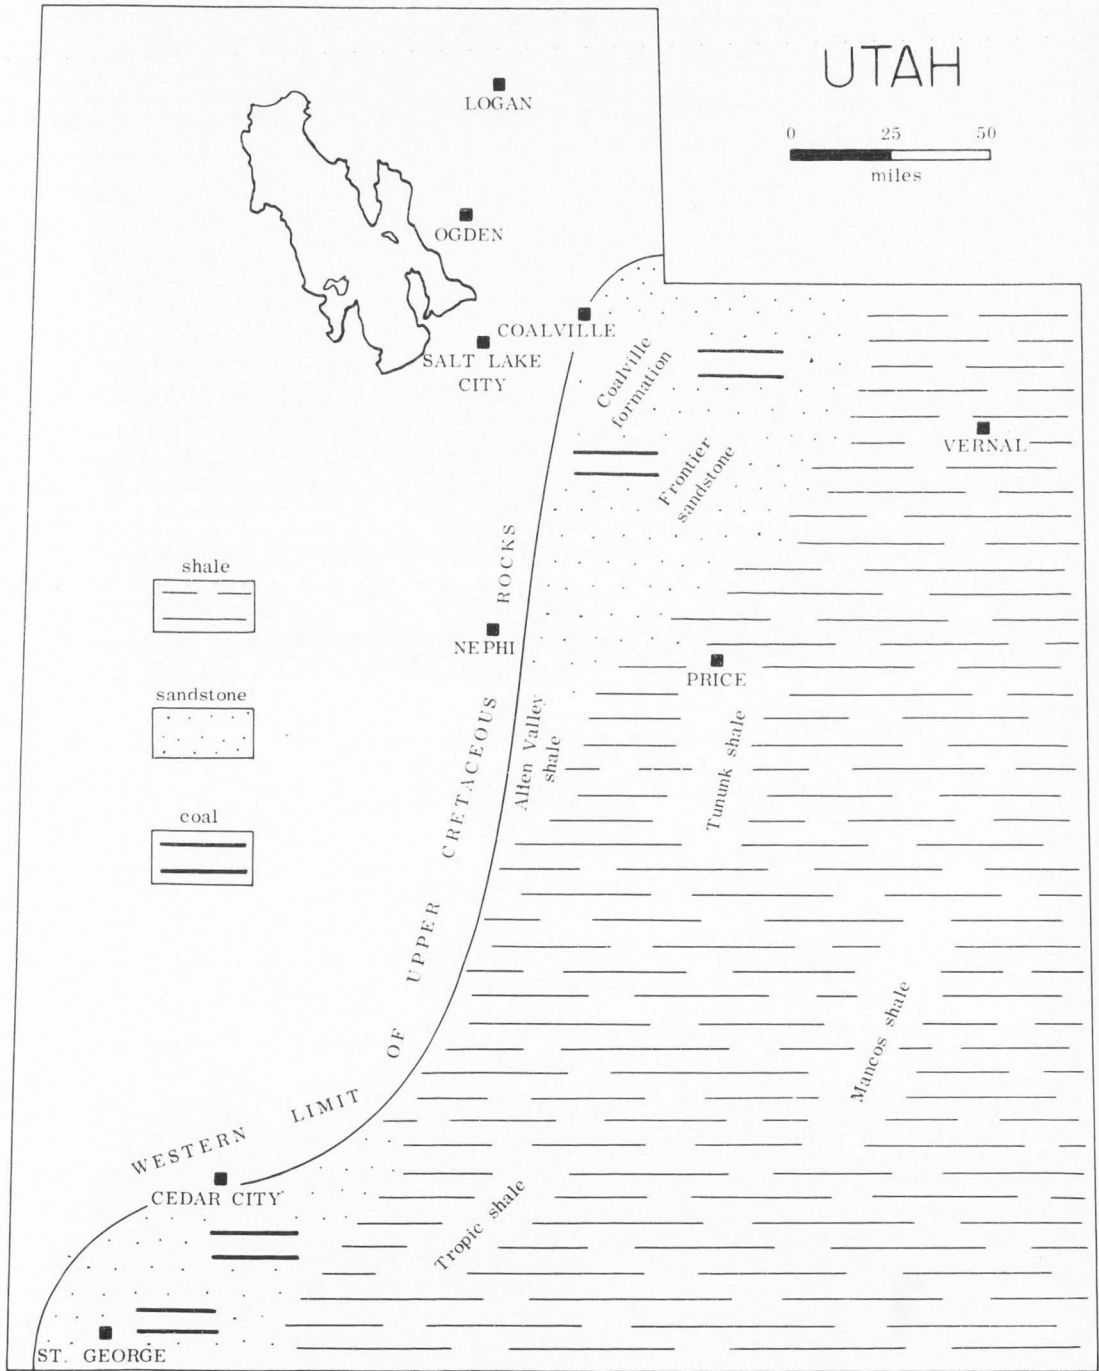 UTAH
0 25 50
miles
LOGAN
OGDEN
COALVILLE
SALT LAKE
CITY
Coalville
formation
VERNAL
Frontier
sandstone
shale
NEPHI
PRICE
sandstone
Allen Valley
shale
Tununk shale
coal
WESTERN LIMIT OF UPPER CRETACEOUS ROCKS
Mancos shale
CEDAR CITY
Tropic shale
ST. GEORGE